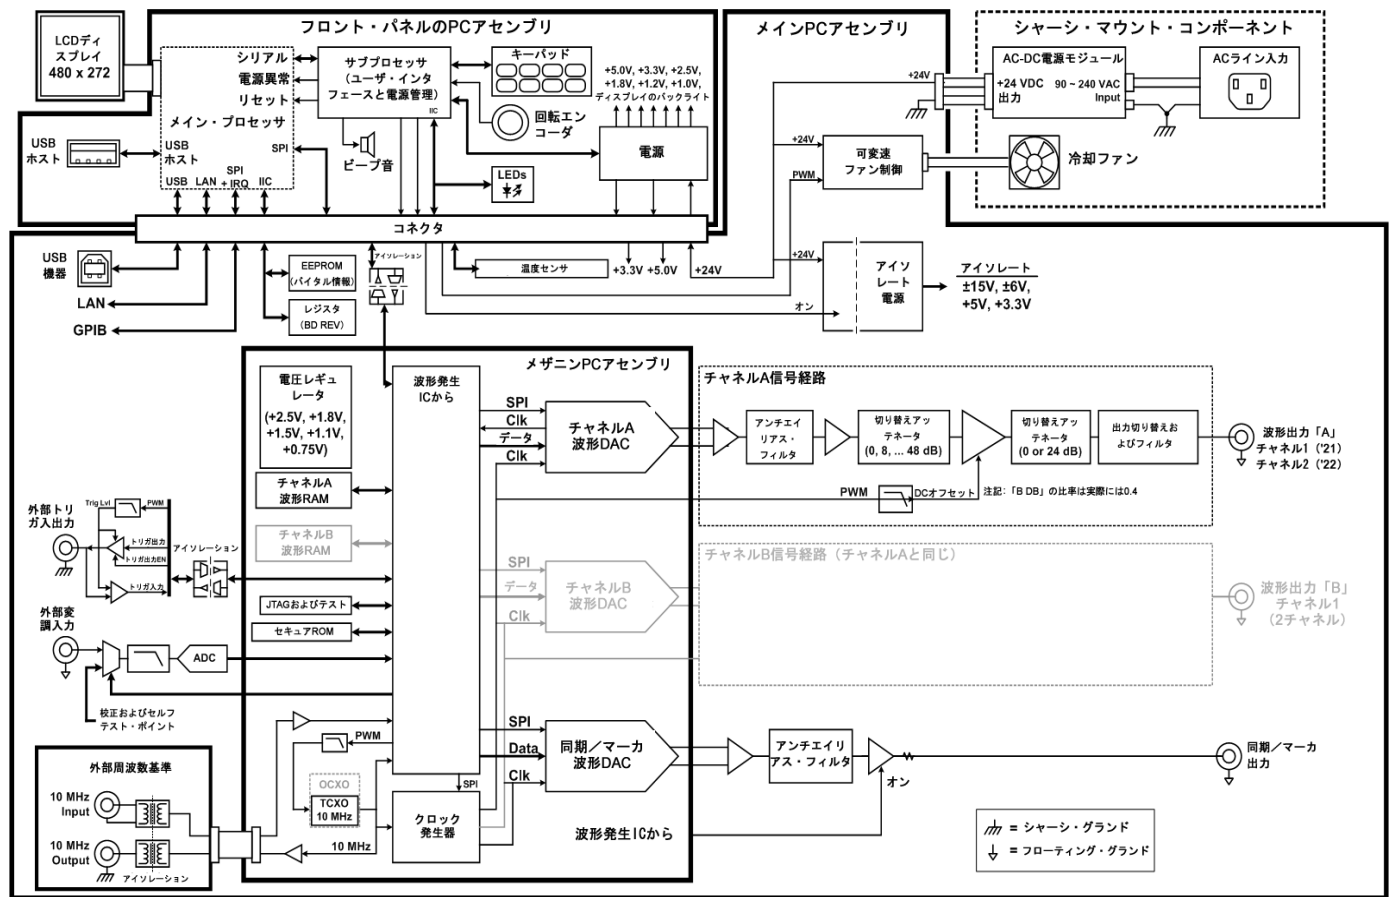 フロント・パネルのPCアセンブリ
メインPCアセンブリ
シャーシ・マウント・コンポーネント
LCDディ
スプレイ
480 x 272
シリアル
電源異常
リセット
メイン・プロセッサ
USB
ホスト
SPI
USB
LAN
SPI
+ IRQ
IIC
USB
ホスト
サブプロセッサ
(ユーザ・インタ
フェースと電源管理)
IIC
ビープ音
キーパッド
回転エン
コーダ
LEDs
+5.0V, +3.3V, +2.5V,
+1.8V, +1.2V, +1.0V,
ディスプレイのバックライト
電源
+24V
AC-DC電源モジュール
+24 VDC
出力
90 ~ 240 VAC
Input
ACライン入力
+24V
PWM
可変速
ファン制御
冷却ファン
コネクタ
USB
機器
LAN
GPIB
EEPROM
(バイタル情報)
レジスタ
(BD REV)
アイソレーション
温度センサ
+3.3V
+5.0V
+24V
+24V
オン
アイソ
レート
電源
アイソレート
±15V, ±6V,
+5V, +3.3V
メザニンPCアセンブリ
電圧レギュ
レータ
(+2.5V, +1.8V,
+1.5V, +1.1V,
+0.75V)
チャネルA
波形RAM
チャネルB
波形RAM
JTAGおよびテスト
セキュアROM
波形発生
ICから
SPI
Clk
データ
Clk
チャネルA
波形DAC
チャネルA信号経路
アンチエイ
リアス・
フィルタ
切り替えアッ
テネータ
(0, 8, ... 48 dB)
切り替えアッ
テネータ
(0 or 24 dB)
出力切り替えお
よびフィルタ
PWM
DCオフセット
注記:「B DB」の比率は実際には0.4
波形出力「A」
チャネル1（'21）
チャネル2（'22）
外部トリ
ガ入出力
Trig Lvl
PWM
トリガ出力
トリガ出力EN
トリガ入力
アイソレーション
SPI
データ
Clk
チャネルB
波形DAC
チャネルB信号経路（チャネルAと同じ）
波形出力「B」
チャネル1
（2チャネル）
外部変
調入力
ADC
校正およびセルフ
テスト・ポイント
外部周波数基準
10 MHz
Input
10 MHz
Output
アイソレーション
PWM
OCXO
TCXO
10 MHz
10 MHz
SPI
クロック
発生器
SPI
Data
Clk
同期／マーカ
波形DAC
アンチエイリ
アス・フィルタ
オン
波形発生ICから
同期／マーカ
出力
= シャーシ・グランド
= フローティング・グランド